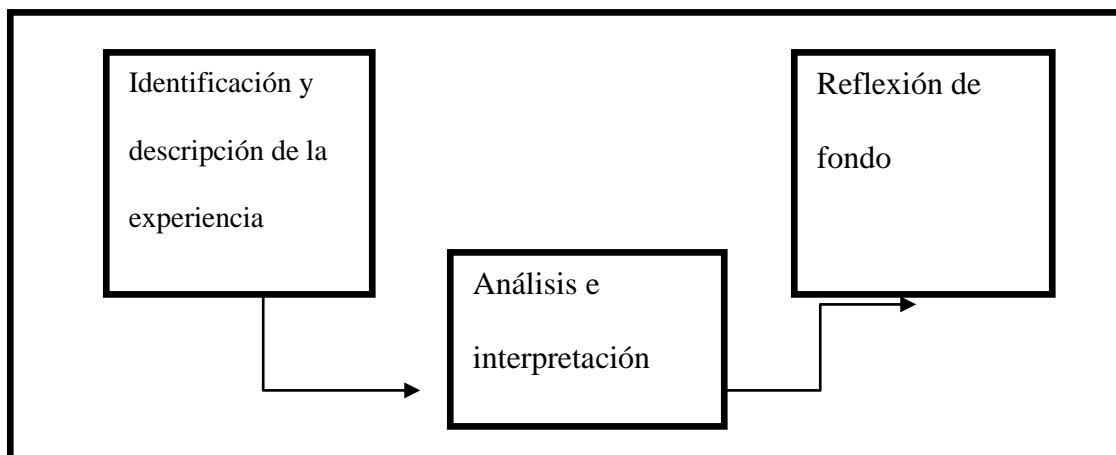 Identificación y
descripción de la
experiencia
Análisis e
interpretación
Reflexión de
fondo